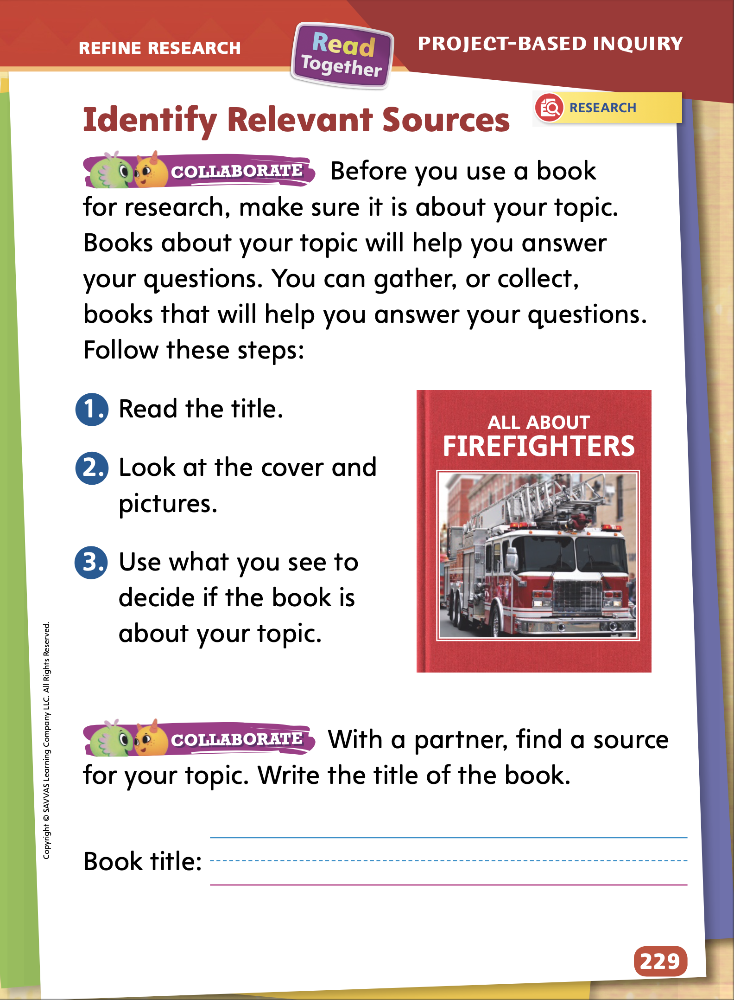 REFINE RESEARCH
Read
Together
PROJECT-BASED INQUIRY
Identify Relevant Sources
RESEARCH
COLLABORATE Before you use a book
for research, make sure it is about your topic.
Books about your topic will help you answer
your questions. You can gather, or collect,
books that will help you answer your questions.
Follow these steps:
1. Read the title.
2. Look at the cover and
pictures.
3. Use what you see to
decide if the book is
about your topic.
ALL ABOUT
FIREFIGHTERS
COLLABORATE With a partner, find a source
for your topic. Write the title of the book.
Book title:
Copyright © SAVVAS Learning Company LLC. All Rights Reserved.
229